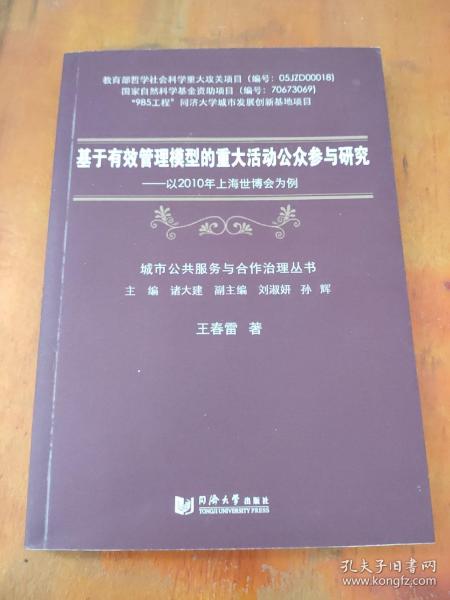 教育部哲学社会科学重大攻关项目（编号：05JZD00018）
国家自然科学基金资助项目（编号：70673069）
"985工程"同济大学城市发展创新基地项目
基于有效管理模型的重大活动公众参与研究
——以2010年上海世博会为例
城市公共服务与合作治理丛书
主 编 诸大建 副主编 刘淑妍 孙 辉
王春雷 著
同济大学出版社
TONGJI UNIVERSITY PRESS
孔夫子旧书网
www.kongfz.com